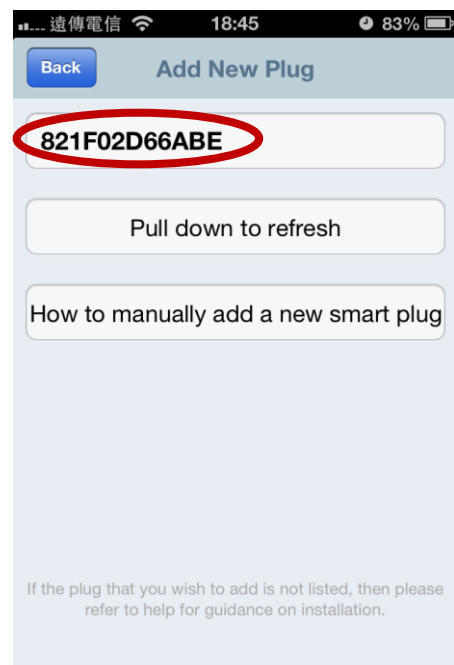 遠傳電信 18:45 83%
Back Add New Plug
821F02D66ABE
Pull down to refresh
How to manually add a new smart plug
If the plug that you wish to add is not listed, then please
refer to help for guidance on installation.